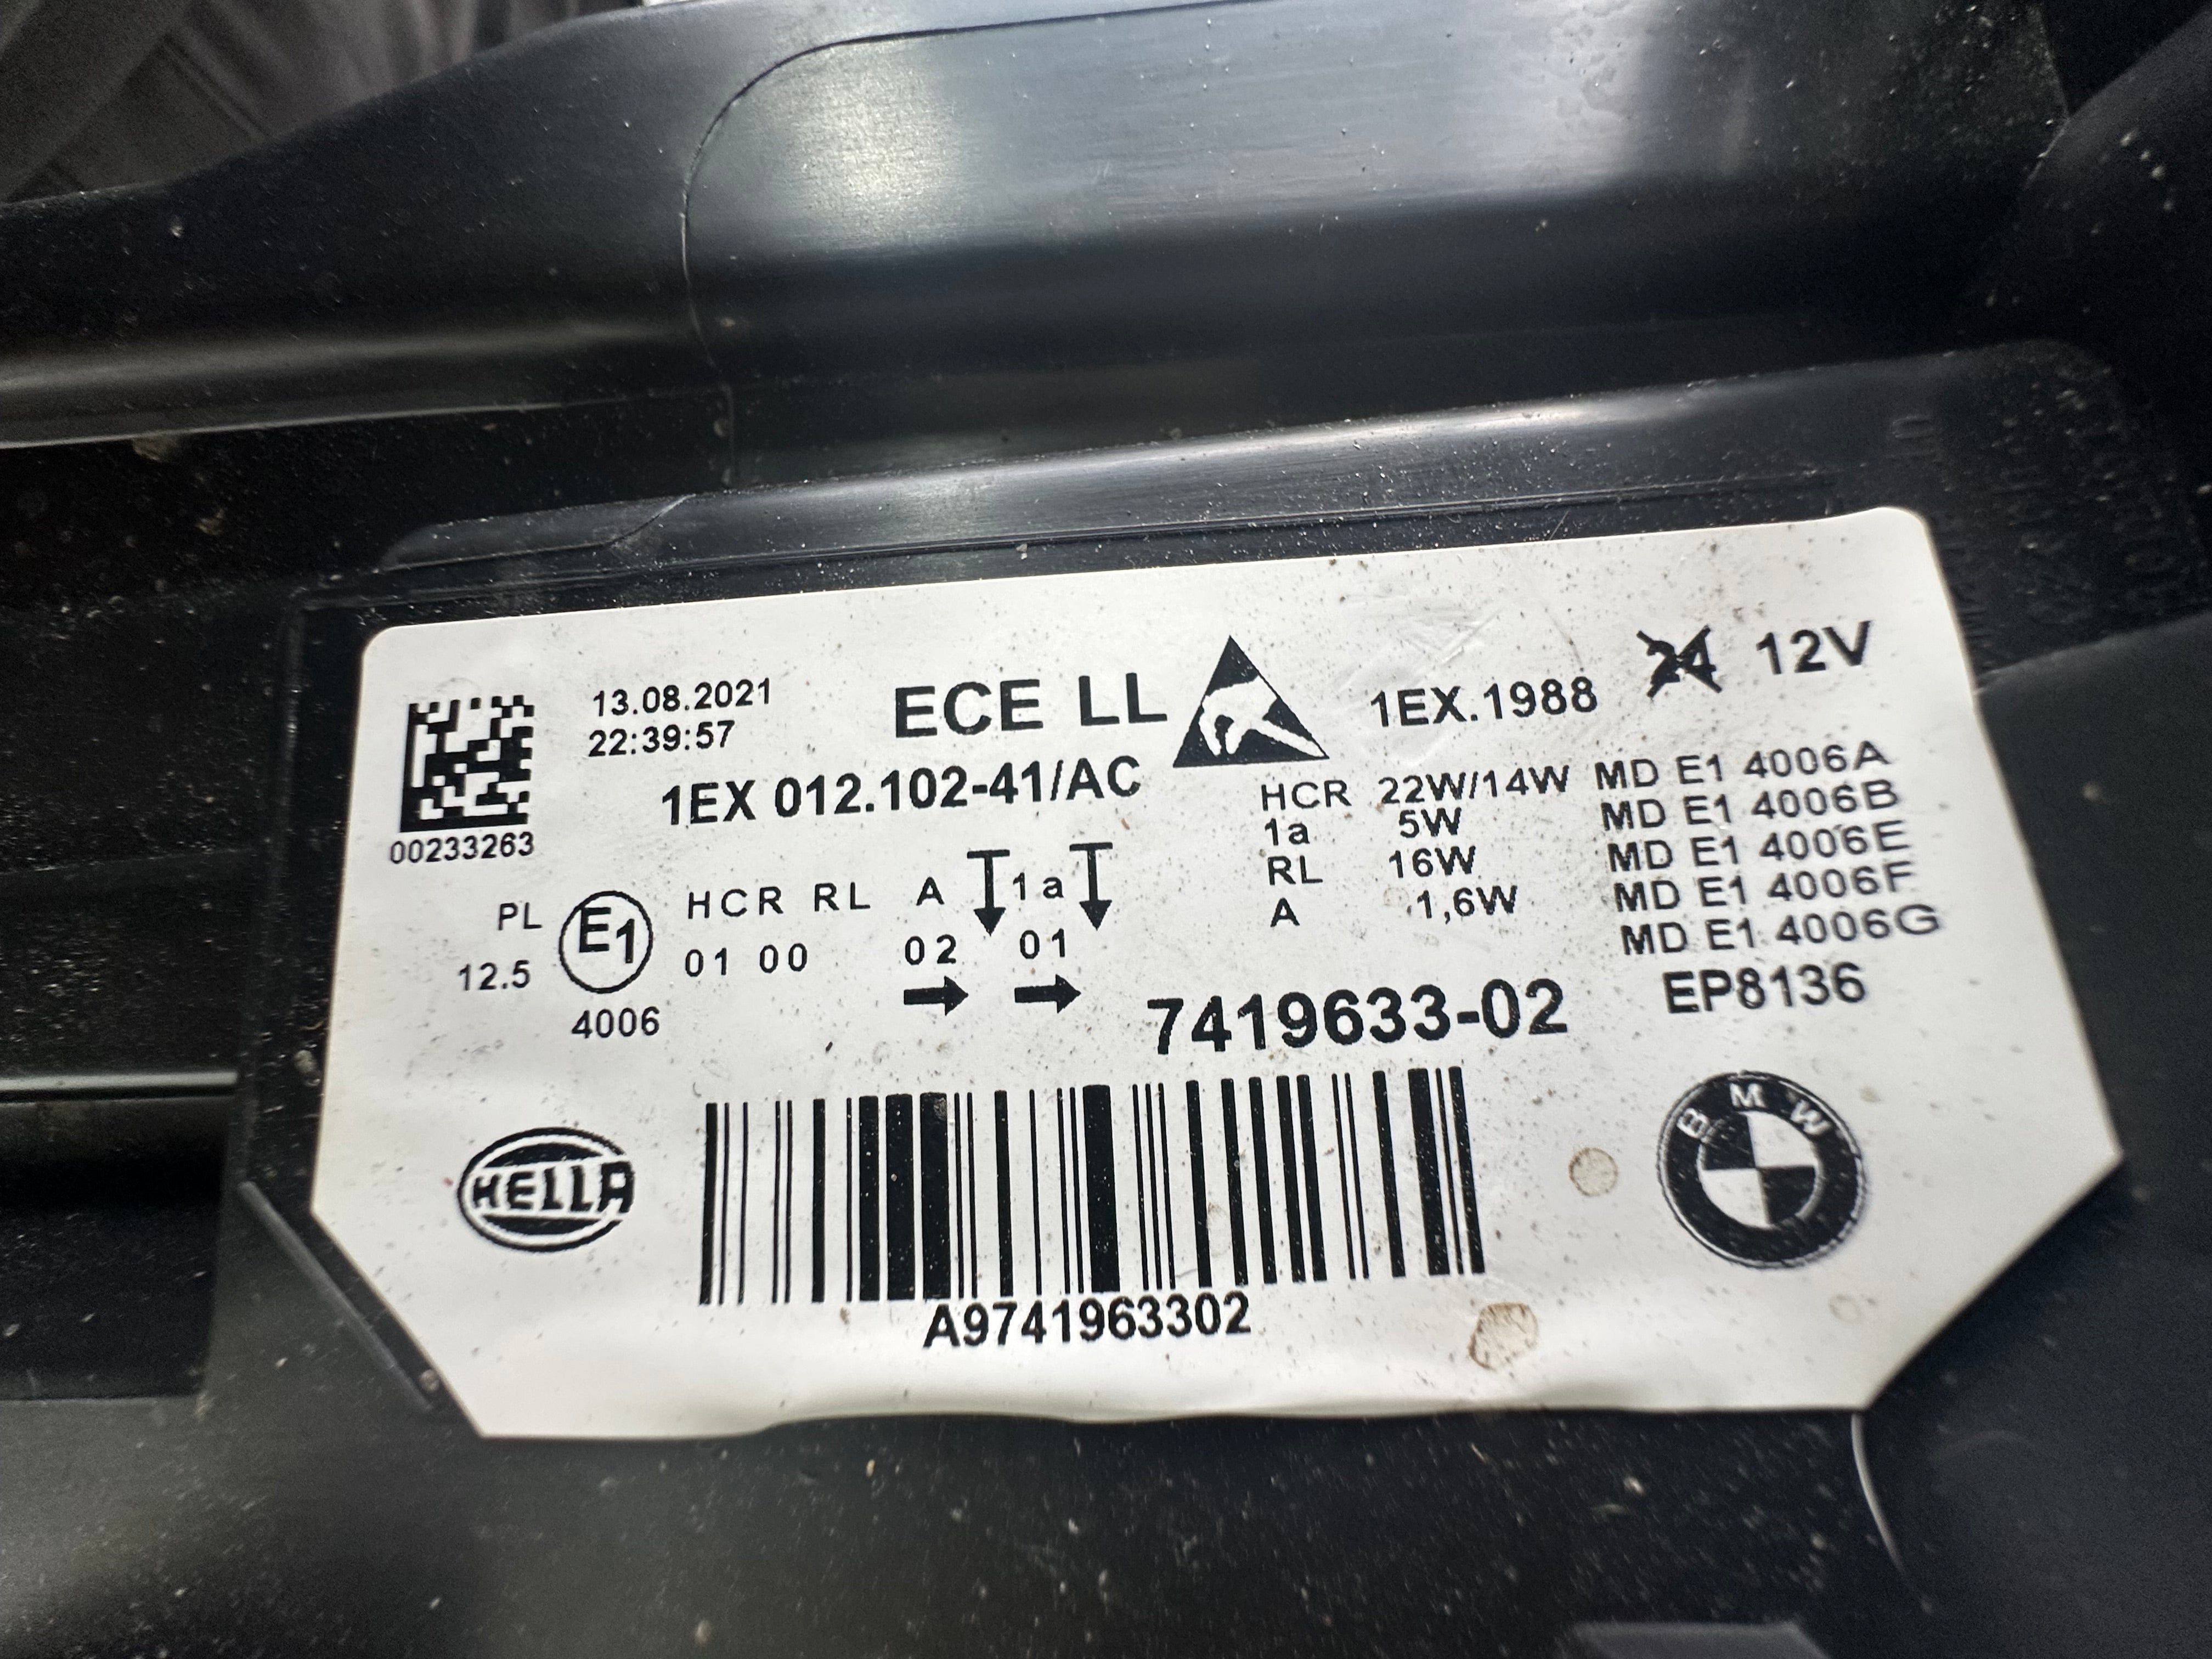 13.08.2021
22:39:57
ECE LL
1EX.1988
24 12V
1EX 012.102-41/AC
00233263
HCR 22W/14W MD E1 4006A
1a 5W MD E1 4006B
RL 16W MD E1 4006E
A 1,6W MD E1 4006F
MD E1 4006G
PL E1 HCR RL A 1a
12.5 01 00 02 01
4006
7419633-02
EP8136
HELLA
BMW
A9741963302